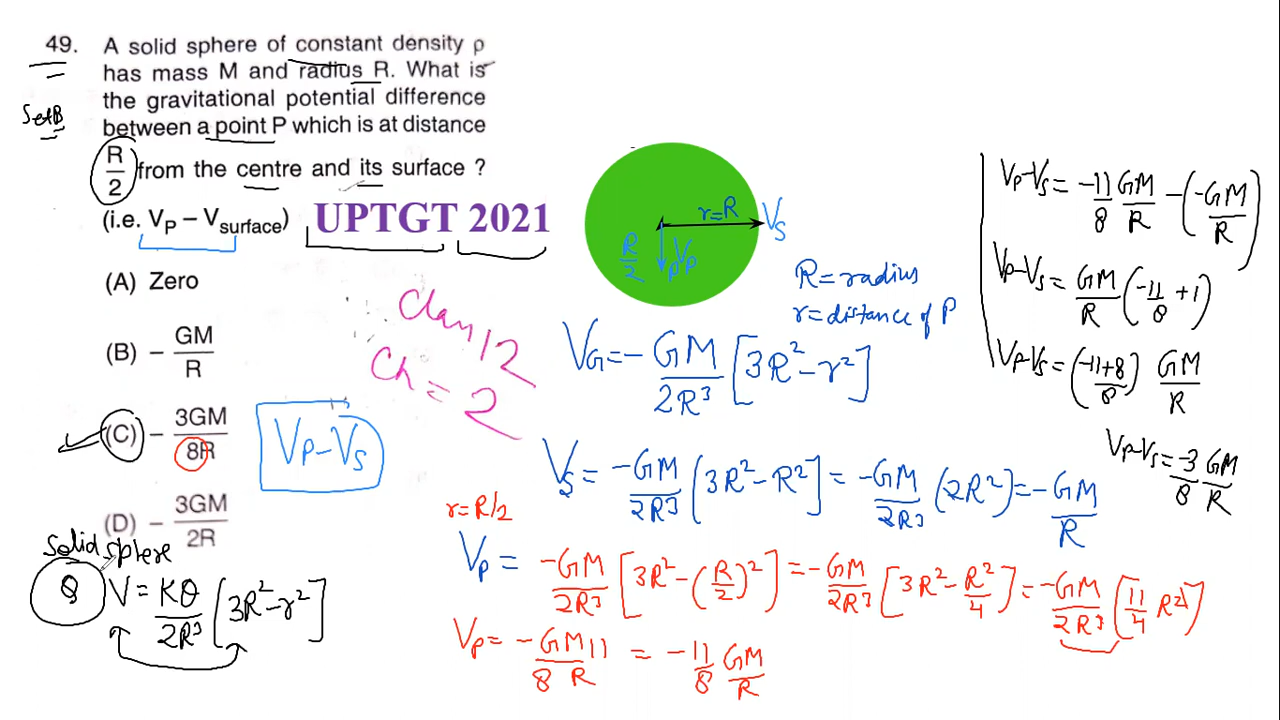 49. A solid sphere of constant density ρ
has mass M and radius R. What is
the gravitational potential difference
between a point P which is at distance
R/2 from the centre and its surface ?
(i.e. V_P – V_surface)
SetB
UPTGT 2021
(A) Zero
(B) – GM/R
(C) – 3GM/8R
(D) – 3GM/2R
V_P – V_S
Class 12
Ch = 2
Solid sphere
Q V = KQ/2R³ [3R² – r²]
r=R
V_S
R/2
P V_P
R = radius
r = distance of P
V_G = – GM/2R³ [3R² – r²]
V_S = –GM/2R³ (3R² – R²] = –GM/2R³ (2R²) = – GM/R
r = R/2
V_P = –GM/2R³ [3R² – (R/2)²] = –GM/2R³ [3R² – R²/4] = –GM/2R³ (11/4 R²)
V_P = –GM11/8R = –11/8 GM/R
V_P–V_S = –11/8 GM/R – (–GM/R)
V_P–V_S = GM/R (–11/8 + 1)
V_P–V_S = (–11+8/8) GM/R
V_P–V_S = –3/8 GM/R